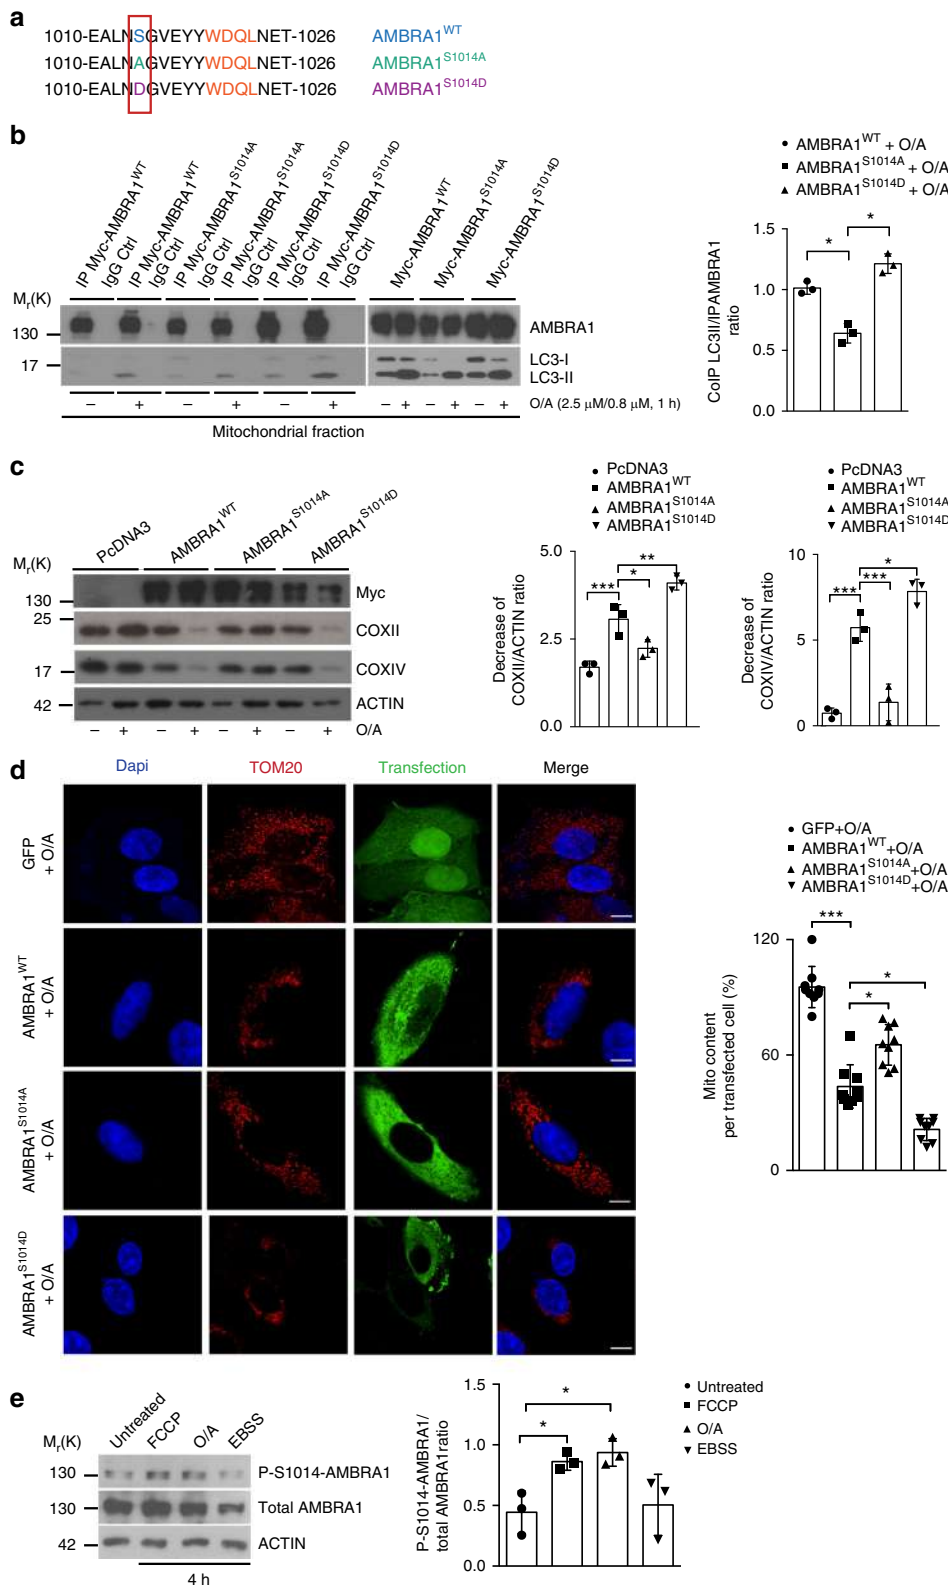 a
1010-EALNSGVEYYWDQLNET-1026 AMBRA1WT
1010-EALNAGVEYYWDQLNET-1026 AMBRA1S1014A
1010-EALNDGVEYYWDQLNET-1026 AMBRA1S1014D
b
IP Myc-AMBRA1WT
IgG Ctrl
IP Myc-AMBRA1WT
IgG Ctrl
IP Myc-AMBRA1S1014A
IgG Ctrl
IP Myc-AMBRA1S1014A
IgG Ctrl
IP Myc-AMBRA1S1014D
IgG Ctrl
IP Myc-AMBRA1S1014D
IgG Ctrl
Myc-AMBRA1WT
Myc-AMBRA1S1014A
Myc-AMBRA1S1014D
Mr(K)
130
17
AMBRA1
LC3-I
LC3-II
– + – + – + – + – + – + O/A (2.5 μM/0.8 μM, 1 h)
Mitochondrial fraction
AMBRA1WT + O/A
AMBRA1S1014A + O/A
AMBRA1S1014D + O/A
* *
1.5
1.0
0.5
0.0
CoIP LC3II/IPAMBRA1
ratio
c
PcDNA3
AMBRA1WT
AMBRA1S1014A
AMBRA1S1014D
Mr(K)
130
25
17
42
Myc
COXII
COXIV
ACTIN
– + – + – + – + O/A
PcDNA3
AMBRA1WT
AMBRA1S1014A
AMBRA1S1014D
5.0
2.5
0.0
Decrease of
COXII/ACTIN ratio
**
*** *
PcDNA3
AMBRA1WT
AMBRA1S1014A
AMBRA1S1014D
10
5
0
Decrease of
COXIV/ACTIN ratio
*
*** ***
d
Dapi TOM20 Transfection Merge
GFP
+ O/A
AMBRA1WT
+ O/A
AMBRA1S1014A
+ O/A
AMBRA1S1014D
+ O/A
GFP+O/A
AMBRA1WT+O/A
AMBRA1S1014A+O/A
AMBRA1S1014D+O/A
***
*
*
120
60
0
Mito content
per transfected cell (%)
e
Untreated
FCCP
O/A
EBSS
Mr(K)
130
130
42
P-S1014-AMBRA1
Total AMBRA1
ACTIN
4 h
1.5
1.0
0.5
0.0
P-S1014-AMBRA1/
total AMBRA1ratio
*
*
Untreated
FCCP
O/A
EBSS